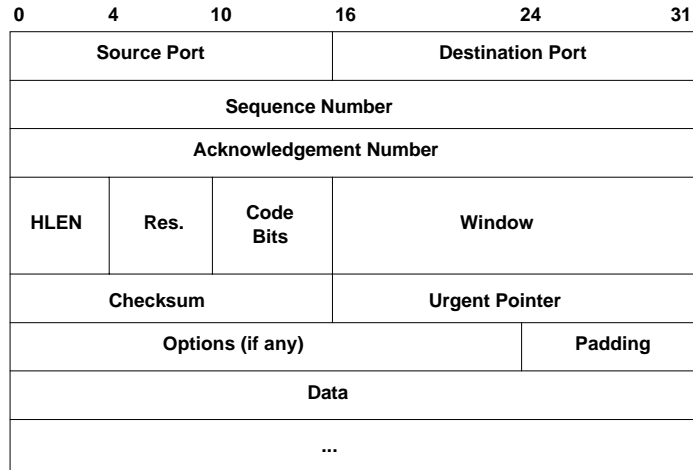 0 4 10 16 24 31
Source Port Destination Port
Sequence Number
Acknowledgement Number
HLEN Res. Code Bits Window
Checksum Urgent Pointer
Options (if any) Padding
Data
...